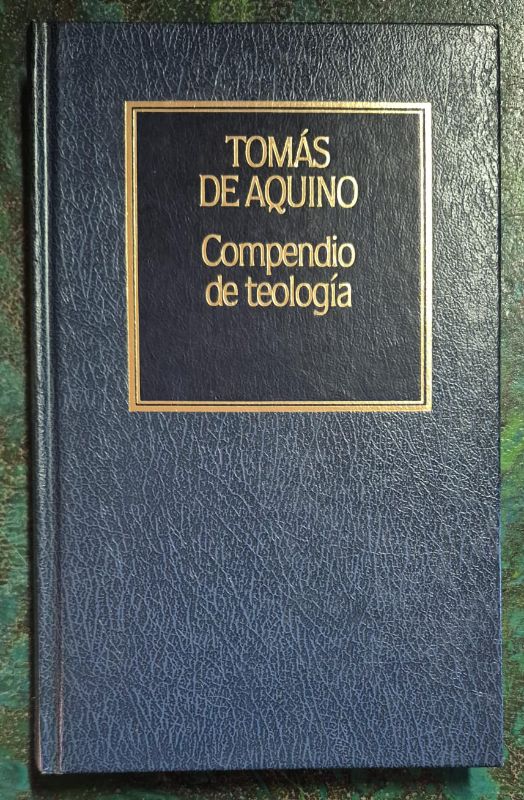 TOMÁS
DE AQUINO
Compendio
de teología